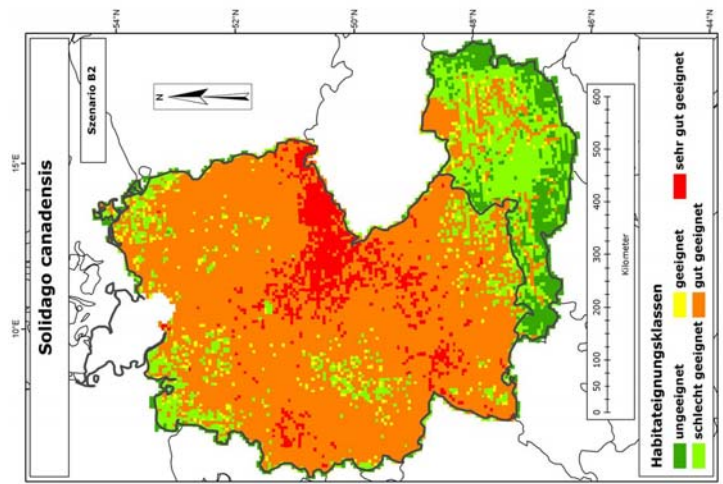 Solidago canadensis
Szenario B2
N
10°E
15°E
54°N
52°N
50°N
48°N
46°N
44°N
0 50 100 200 300 400 500 600
Kilometer
Habitateignungsklassen
ungeeignet
schlecht geeignet
geeignet
gut geeignet
sehr gut geeignet